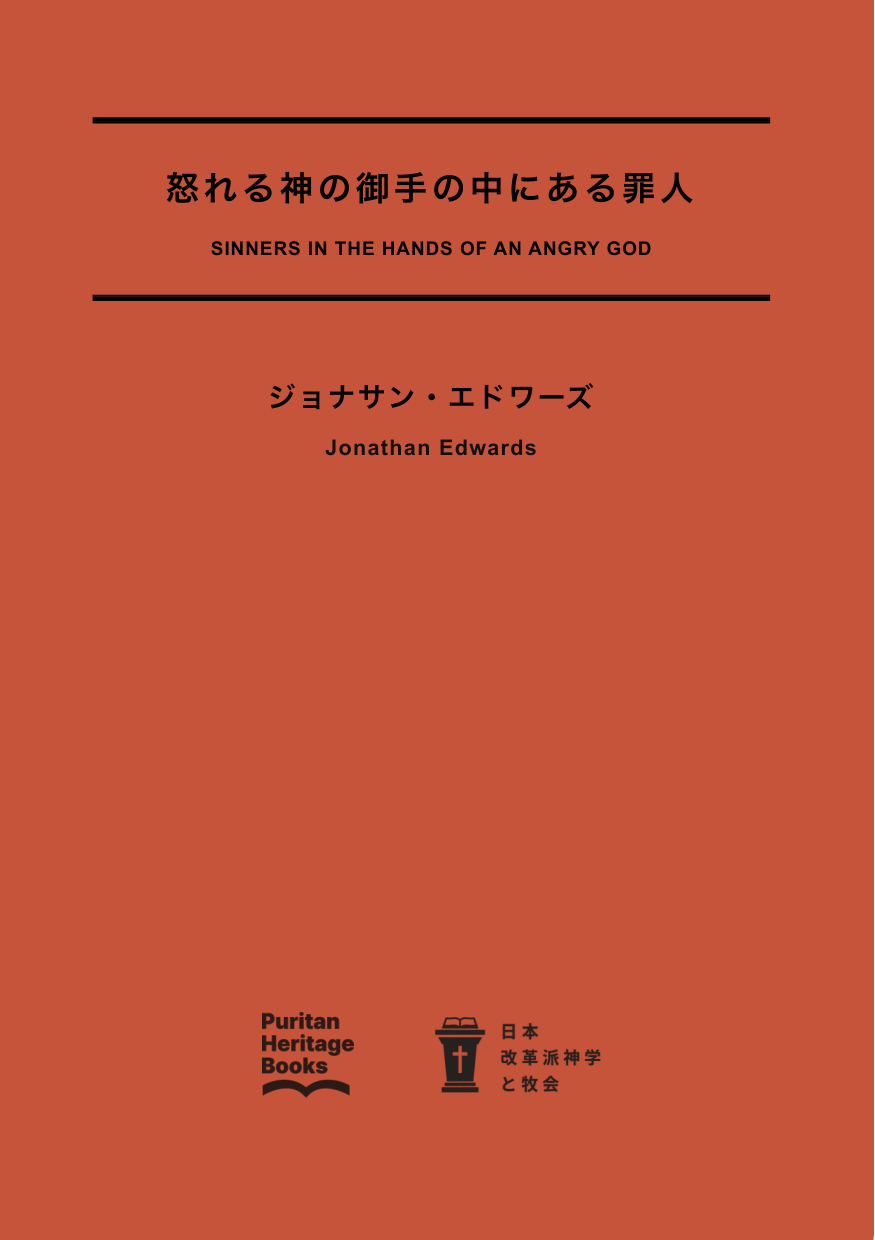 怒れる神の御手の中にある罪人
SINNERS IN THE HANDS OF AN ANGRY GOD
ジョナサン・エドワーズ
Jonathan Edwards
Puritan
Heritage
Books
日本
改革派神学
と牧会